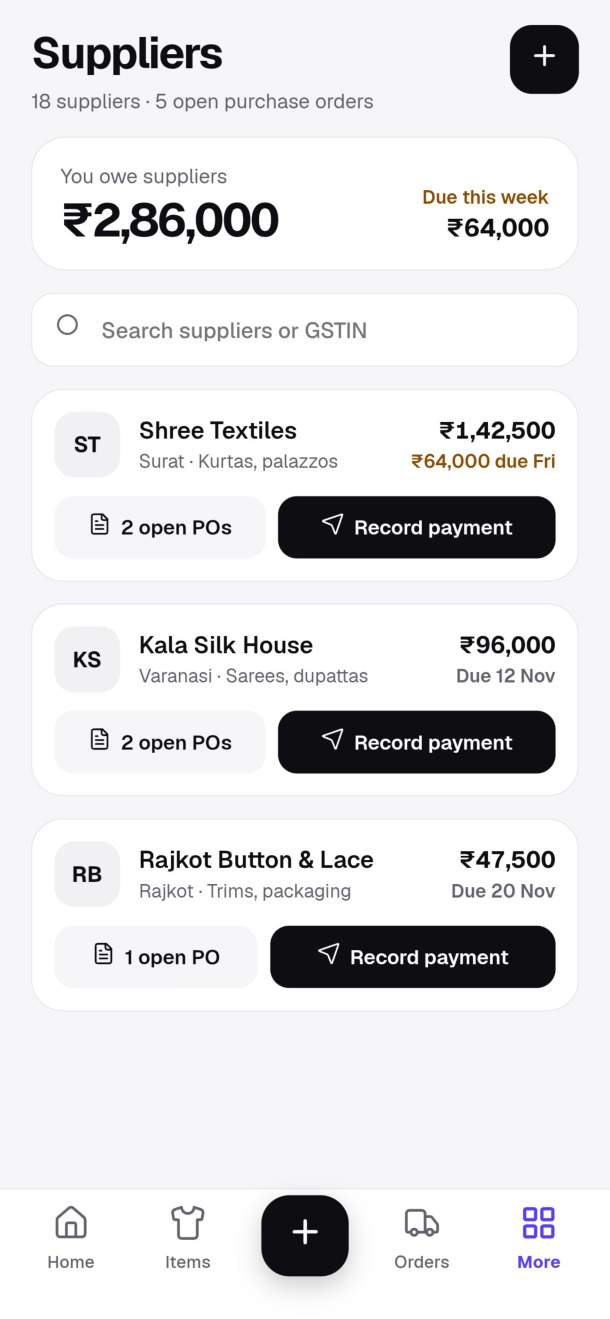 Suppliers
18 suppliers · 5 open purchase orders
You owe suppliers
₹2,86,000
Due this week
₹64,000
Search suppliers or GSTIN
ST
Shree Textiles
Surat · Kurtas, palazzos
₹1,42,500
₹64,000 due Fri
2 open POs
Record payment
KS
Kala Silk House
Varanasi · Sarees, dupattas
₹96,000
Due 12 Nov
2 open POs
Record payment
RB
Rajkot Button & Lace
Rajkot · Trims, packaging
₹47,500
Due 20 Nov
1 open PO
Record payment
Home
Items
Orders
More